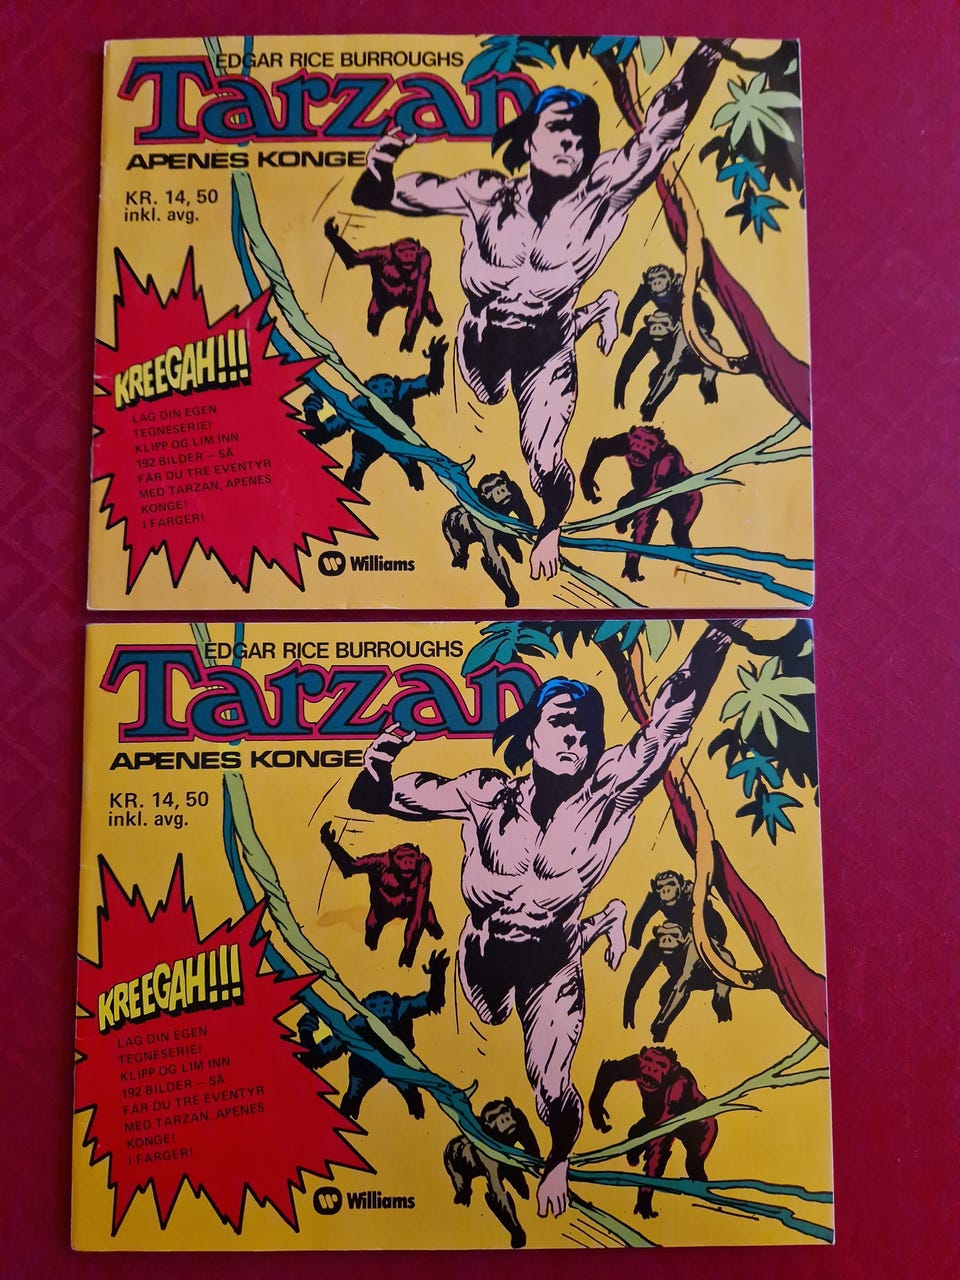 EDGAR RICE BURROUGHS
Tarzan
APENES KONGE
KR. 14, 50
inkl. avg.
KREEGAH!!!
LAG DIN EGEN
TEGNESERIE!
KLIPP OG LIM INN
192 BILDER – SÅ
FÅR DU TRE EVENTYR
MED TARZAN, APENES
KONGE!
I FARGER!
W Williams
EDGAR RICE BURROUGHS
Tarzan
APENES KONGE
KR. 14, 50
inkl. avg.
KREEGAH!!!
LAG DIN EGEN
TEGNESERIE!
KLIPP OG LIM INN
192 BILDER – SÅ
FÅR DU TRE EVENTYR
MED TARZAN, APENES
KONGE!
I FARGER!
W Williams